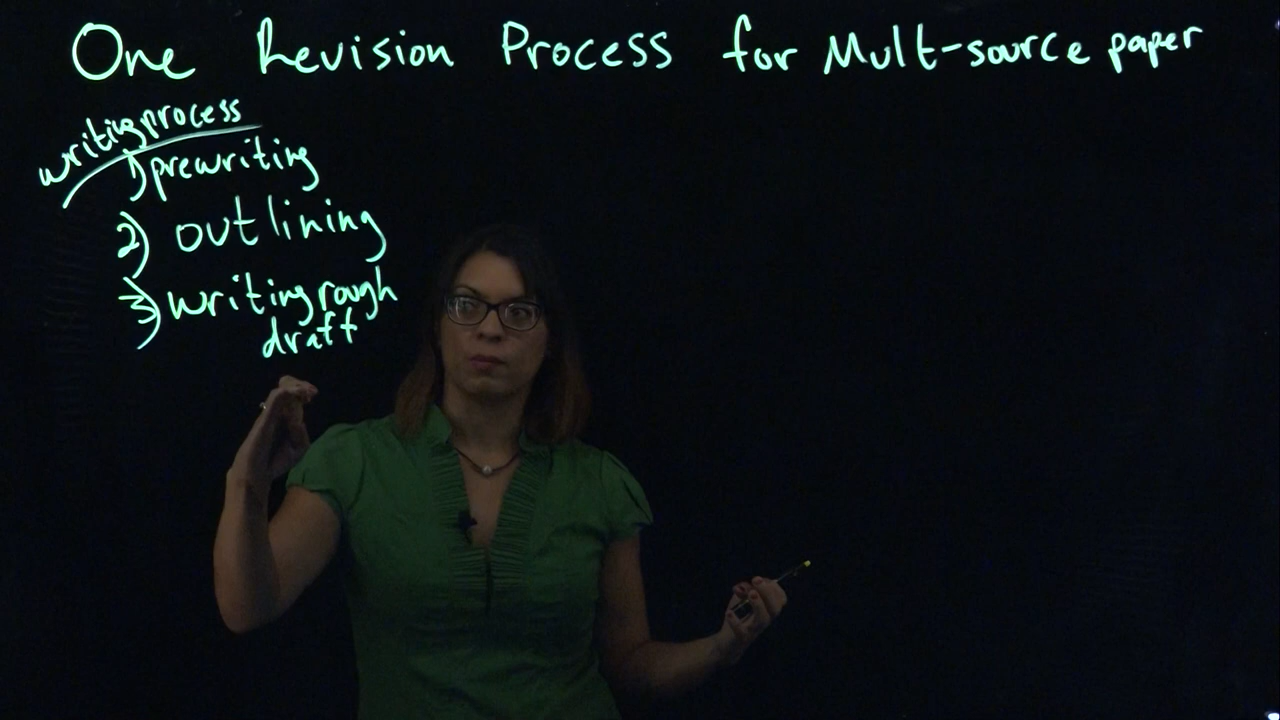 One Revision Process for Mult-source paper
writing process
1) prewriting
2) outlining
3) writing rough
draft